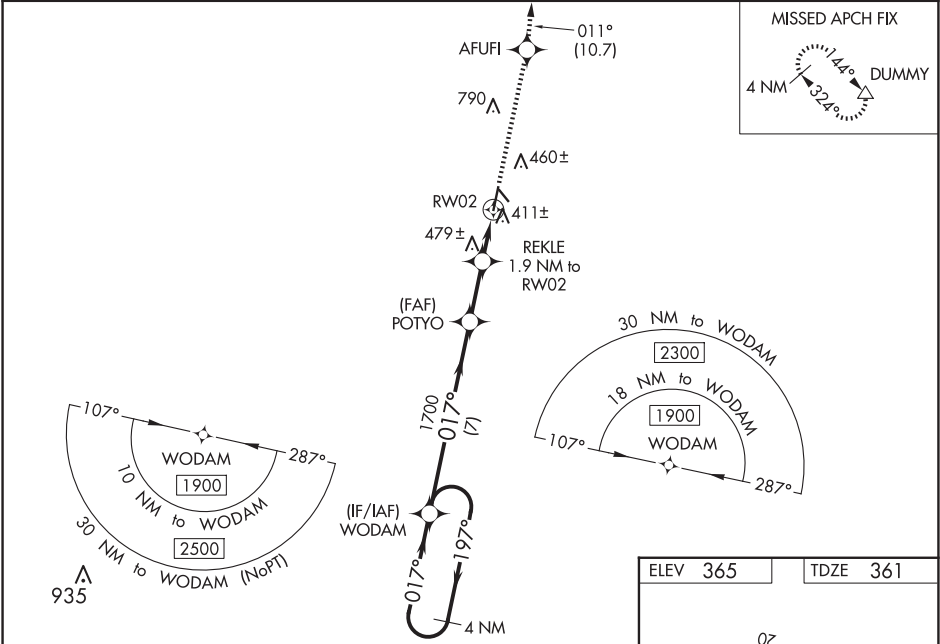 MISSED APCH FIX
4 NM
144°
324°
DUMMY
011°
(10.7)
AFUFI
790
460±
RW02
411±
479±
REKLE
1.9 NM to
RW02
(FAF)
POTYO
1700
017°
(7)
30 NM to WODAM
2300
18 NM to WODAM
1900
WODAM
107°
287°
107°
287°
WODAM
1900
10 NM to WODAM
2500
30 NM to WODAM (NoPT)
935
(IF/IAF)
WODAM
017°
197°
4 NM
ELEV 365
TDZE 361